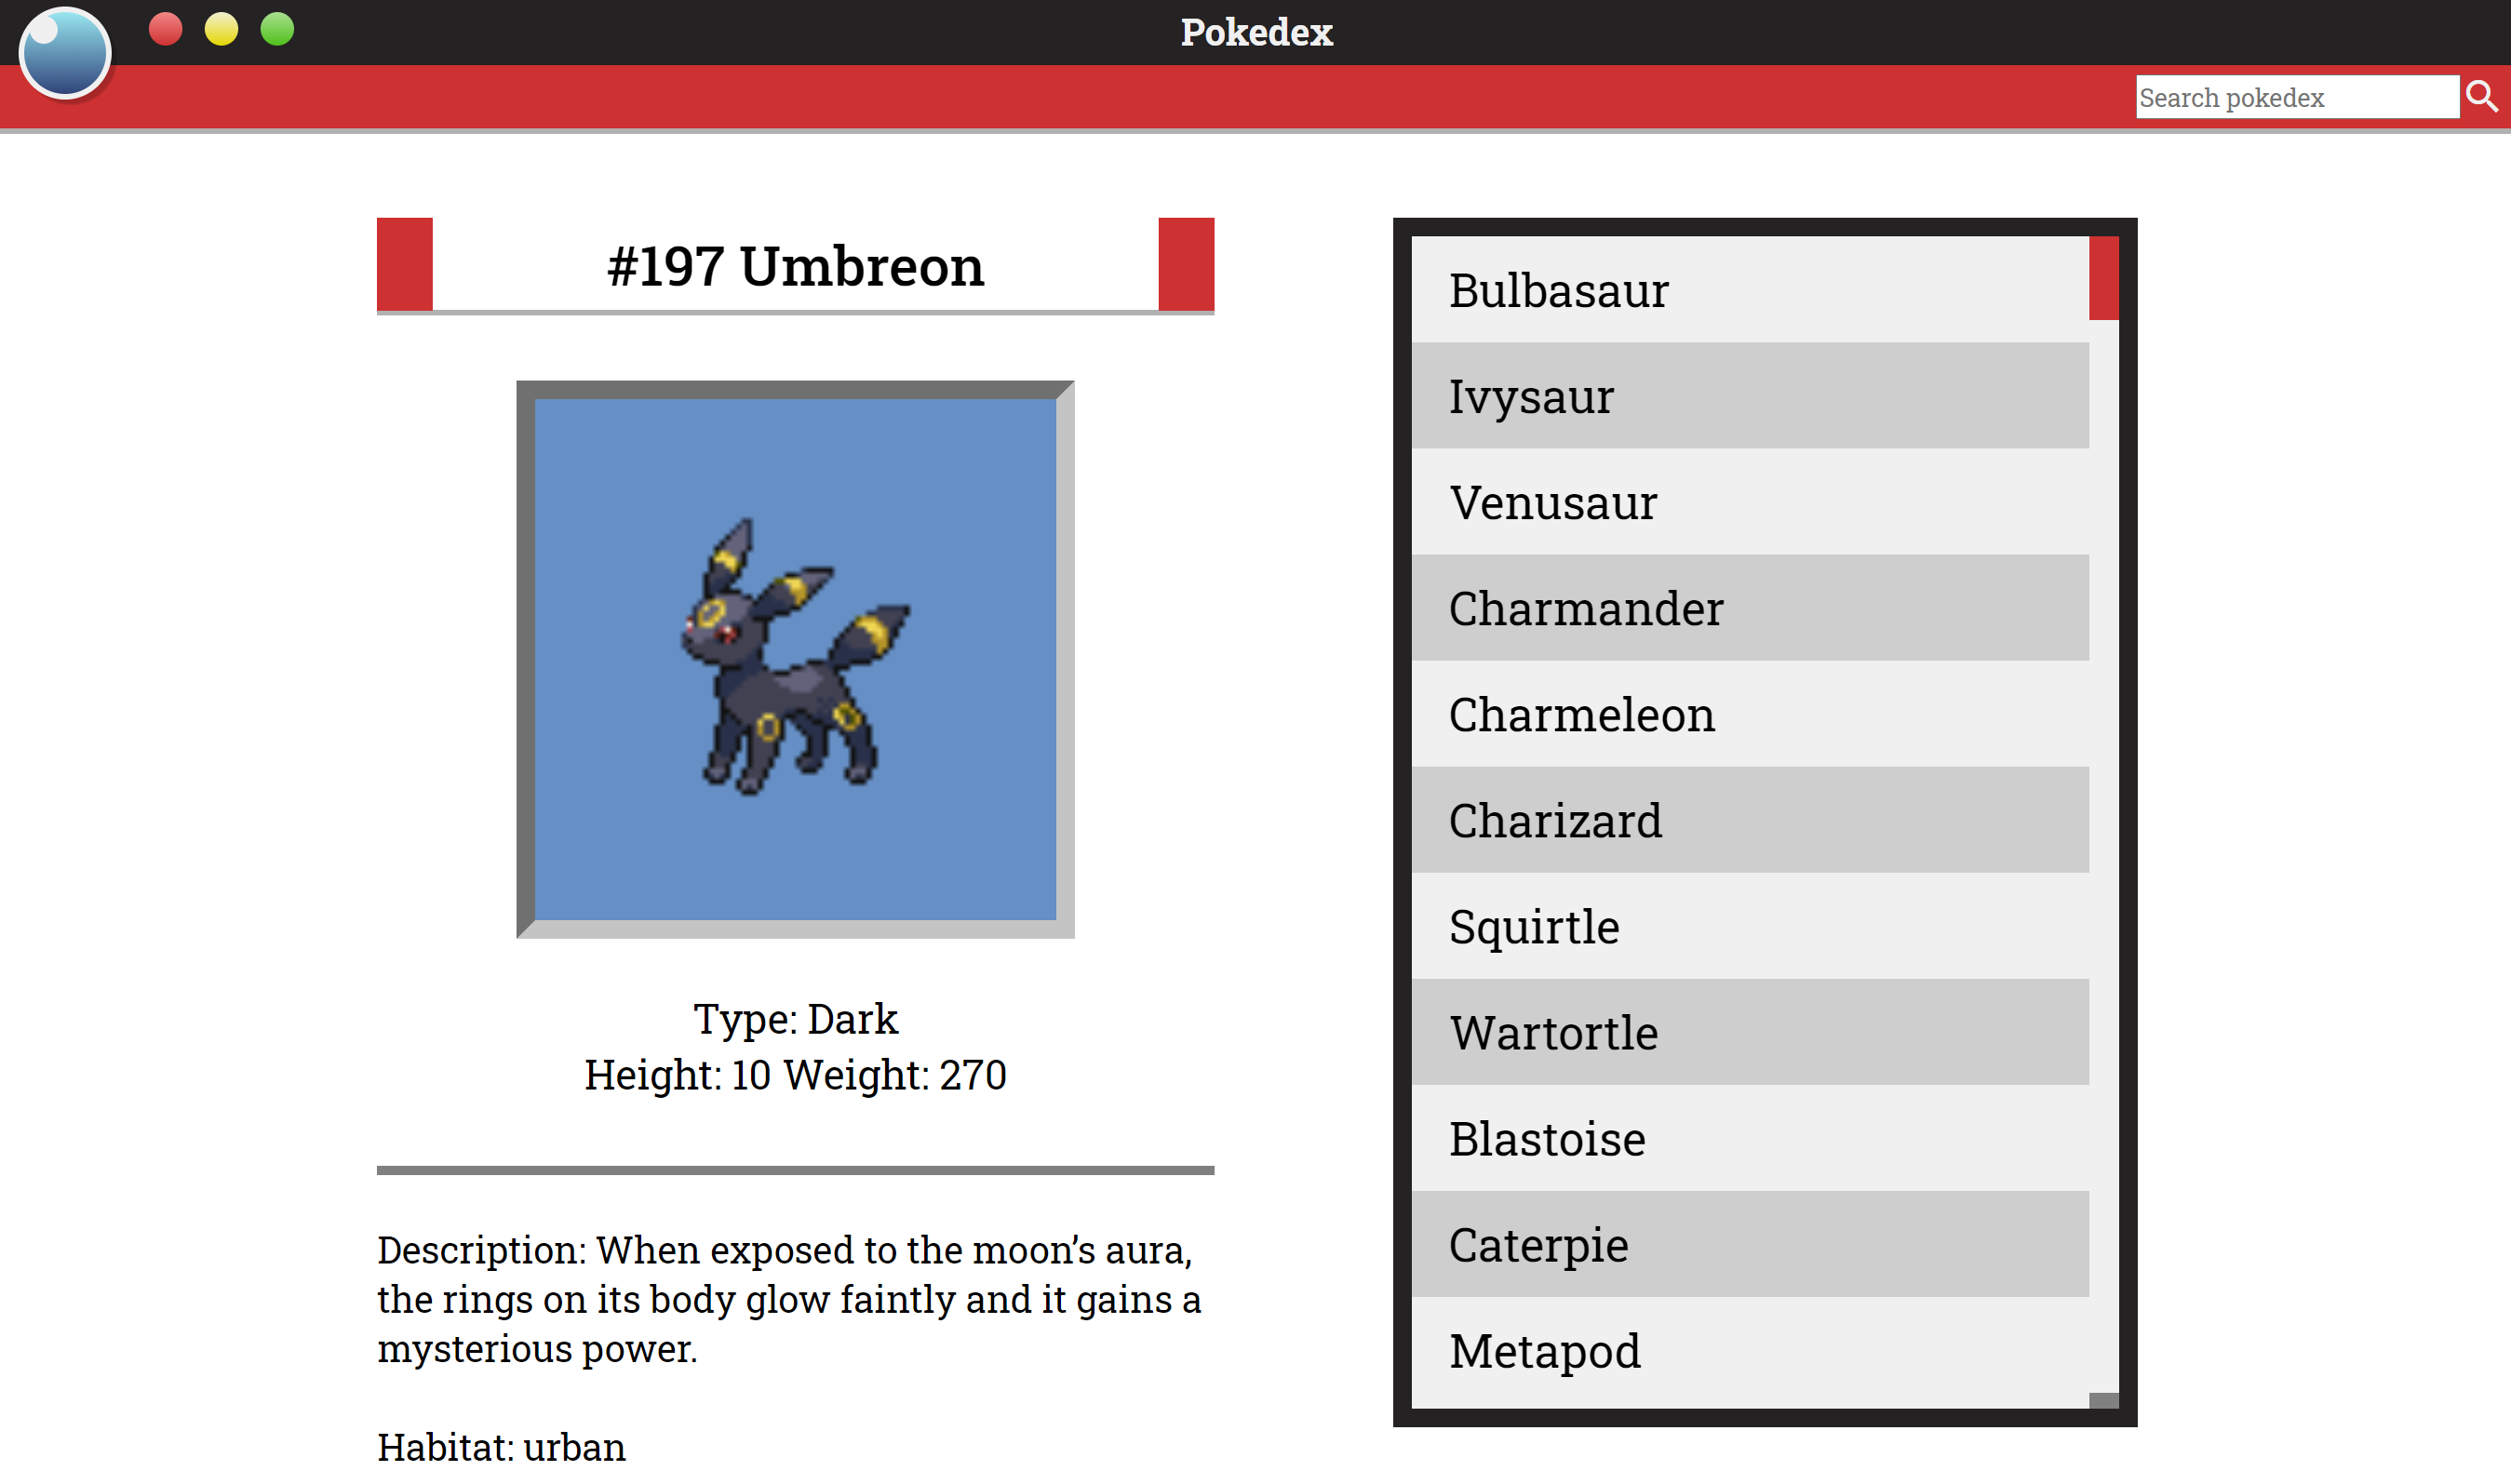 Pokedex
Search pokedex
#197 Umbreon
Type: Dark
Height: 10 Weight: 270
Description: When exposed to the moon’s aura,
the rings on its body glow faintly and it gains a
mysterious power.
Habitat: urban
Bulbasaur
Ivysaur
Venusaur
Charmander
Charmeleon
Charizard
Squirtle
Wartortle
Blastoise
Caterpie
Metapod